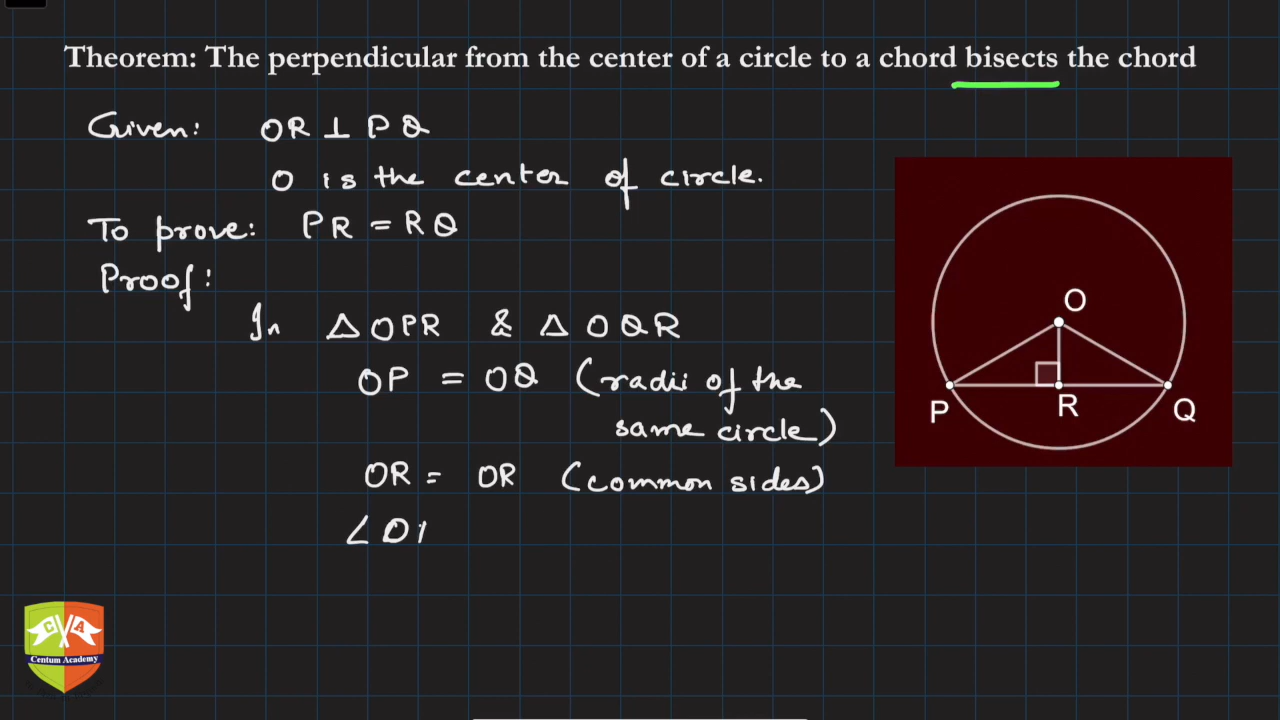 Theorem: The perpendicular from the center of a circle to a chord bisects the chord
Given: OR ⊥ PQ
O is the center of circle.
To prove: PR = RQ
Proof:
In △ OPR & △ OQR
OP = OQ (radii of the
same circle)
OR = OR (common sides)
∠O
O
P
R
Q
C A
Centum Academy